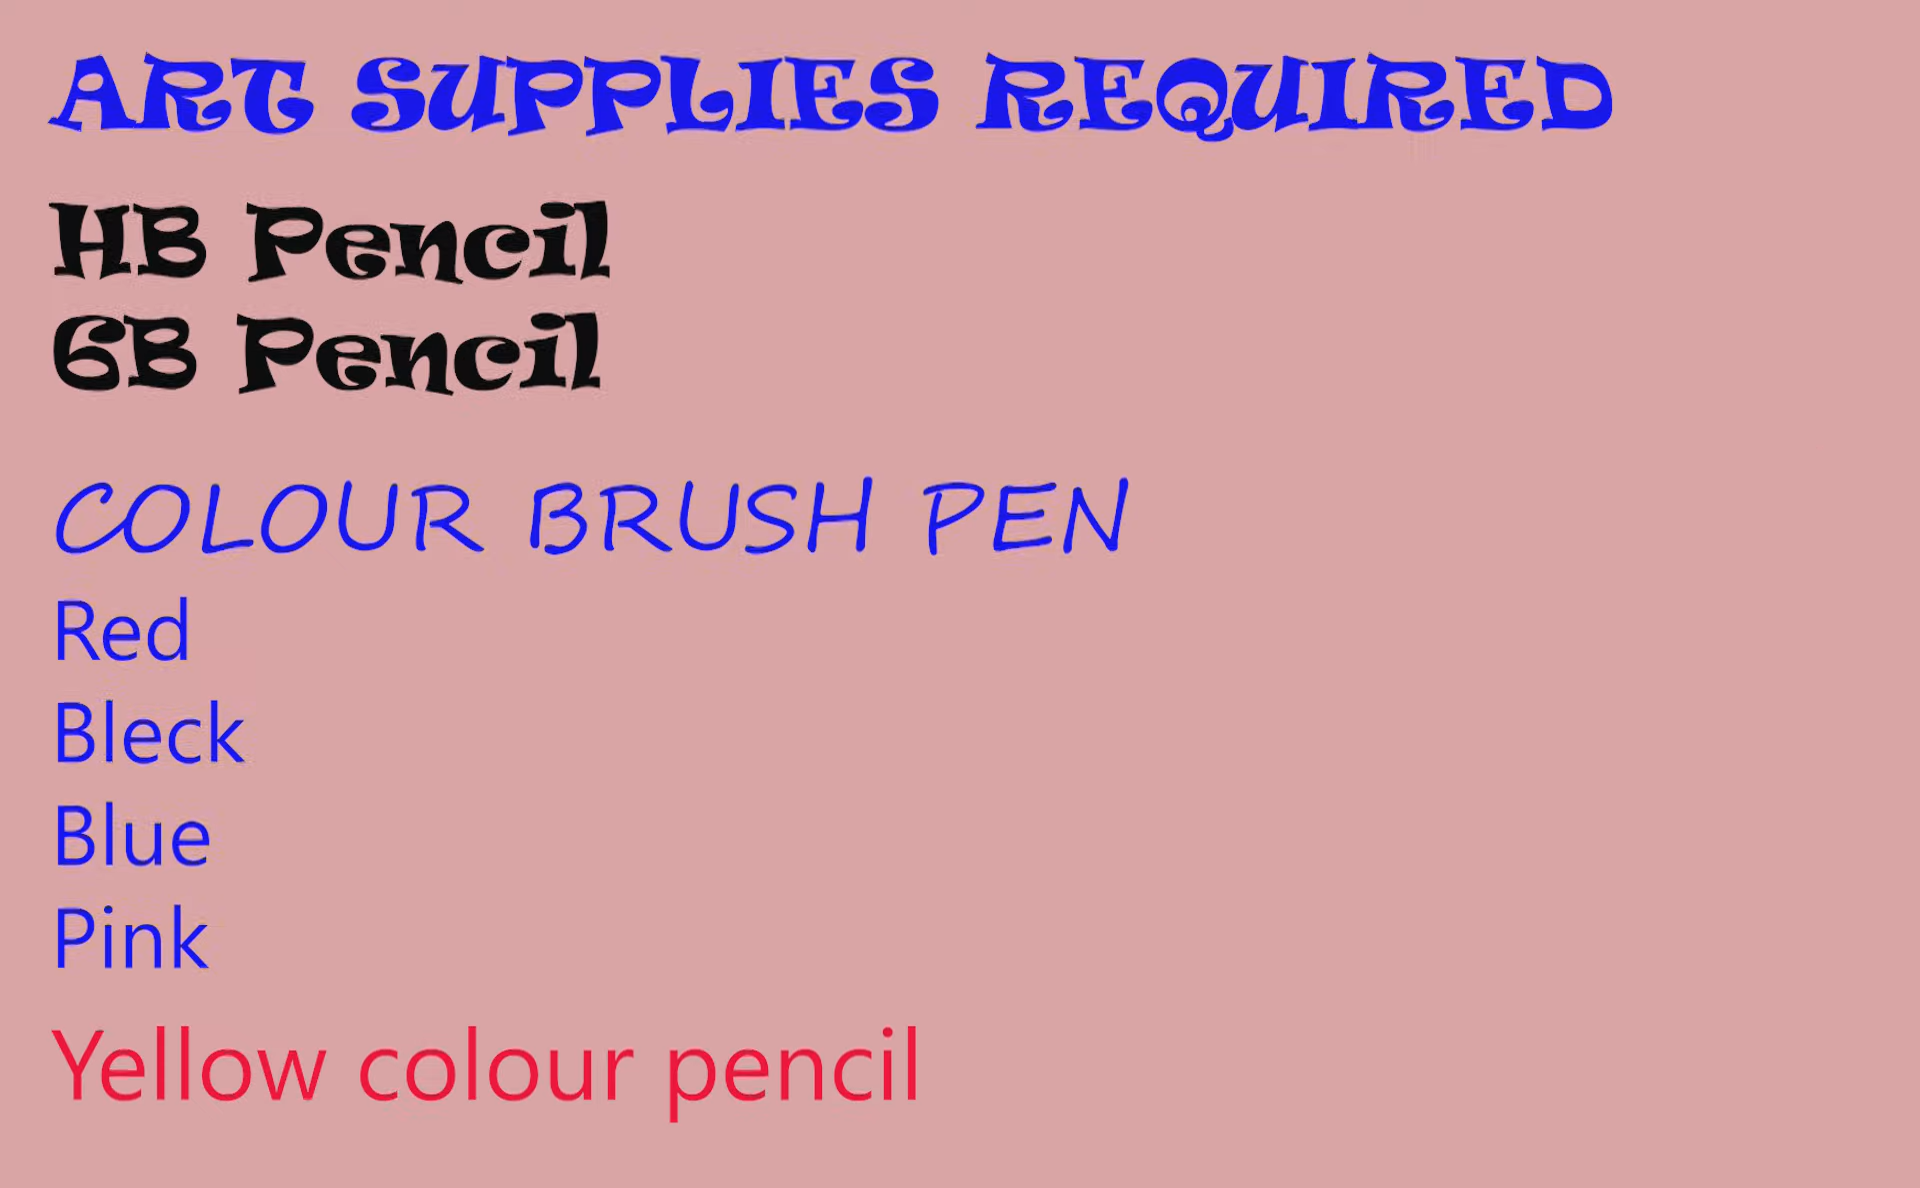 ART SUPPLIES REQUIRED
HB Pencil
6B Pencil
COLOUR BRUSH PEN
Red
Bleck
Blue
Pink
Yellow colour pencil